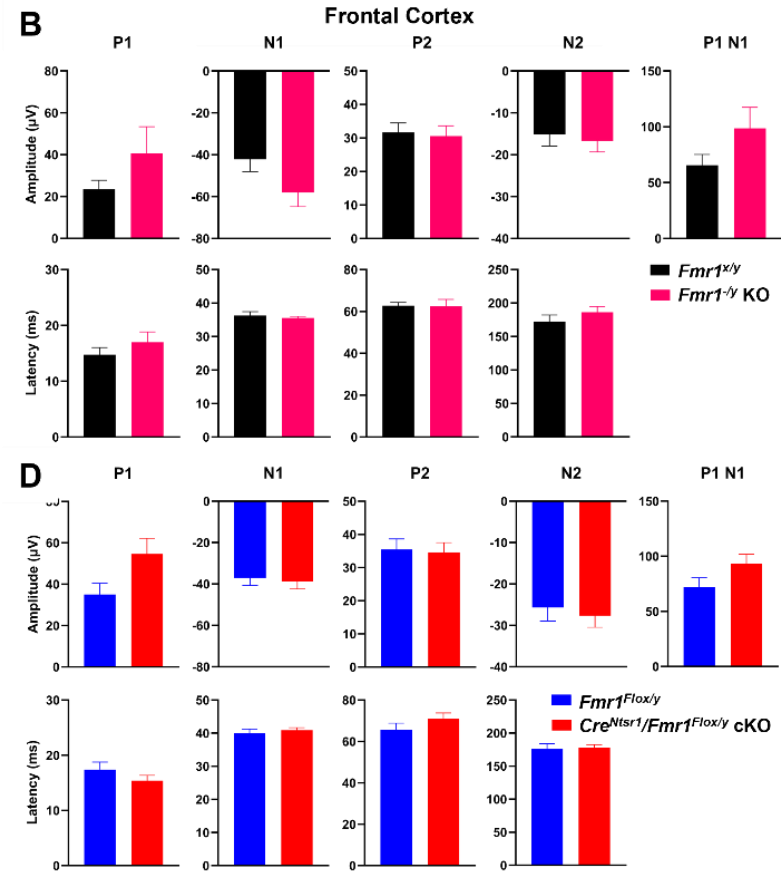 B
Frontal Cortex
P1 N1 P2 N2 P1 N1
Amplitude (µV)
80 60 40 20 0
0 -20 -40 -60 -80
50 40 30 20 10 0
0 -10 -20 -30 -40
150 100 50 0
Latency (ms)
30 20 10 0
50 40 30 20 10 0
80 60 40 20 0
250 200 150 100 50 0
Fmr1x/y
Fmr1-/y KO
D
P1 N1 P2 N2 P1 N1
Amplitude (µV)
80 60 40 20 0
0 -20 -40 -60 -80
50 40 30 20 10 0
0 -10 -20 -30 -40
150 100 50 0
Latency (ms)
30 20 10 0
50 40 30 20 10 0
80 60 40 20 0
250 200 150 100 50 0
Fmr1Flox/y
CreNtsr1/Fmr1Flox/y cKO